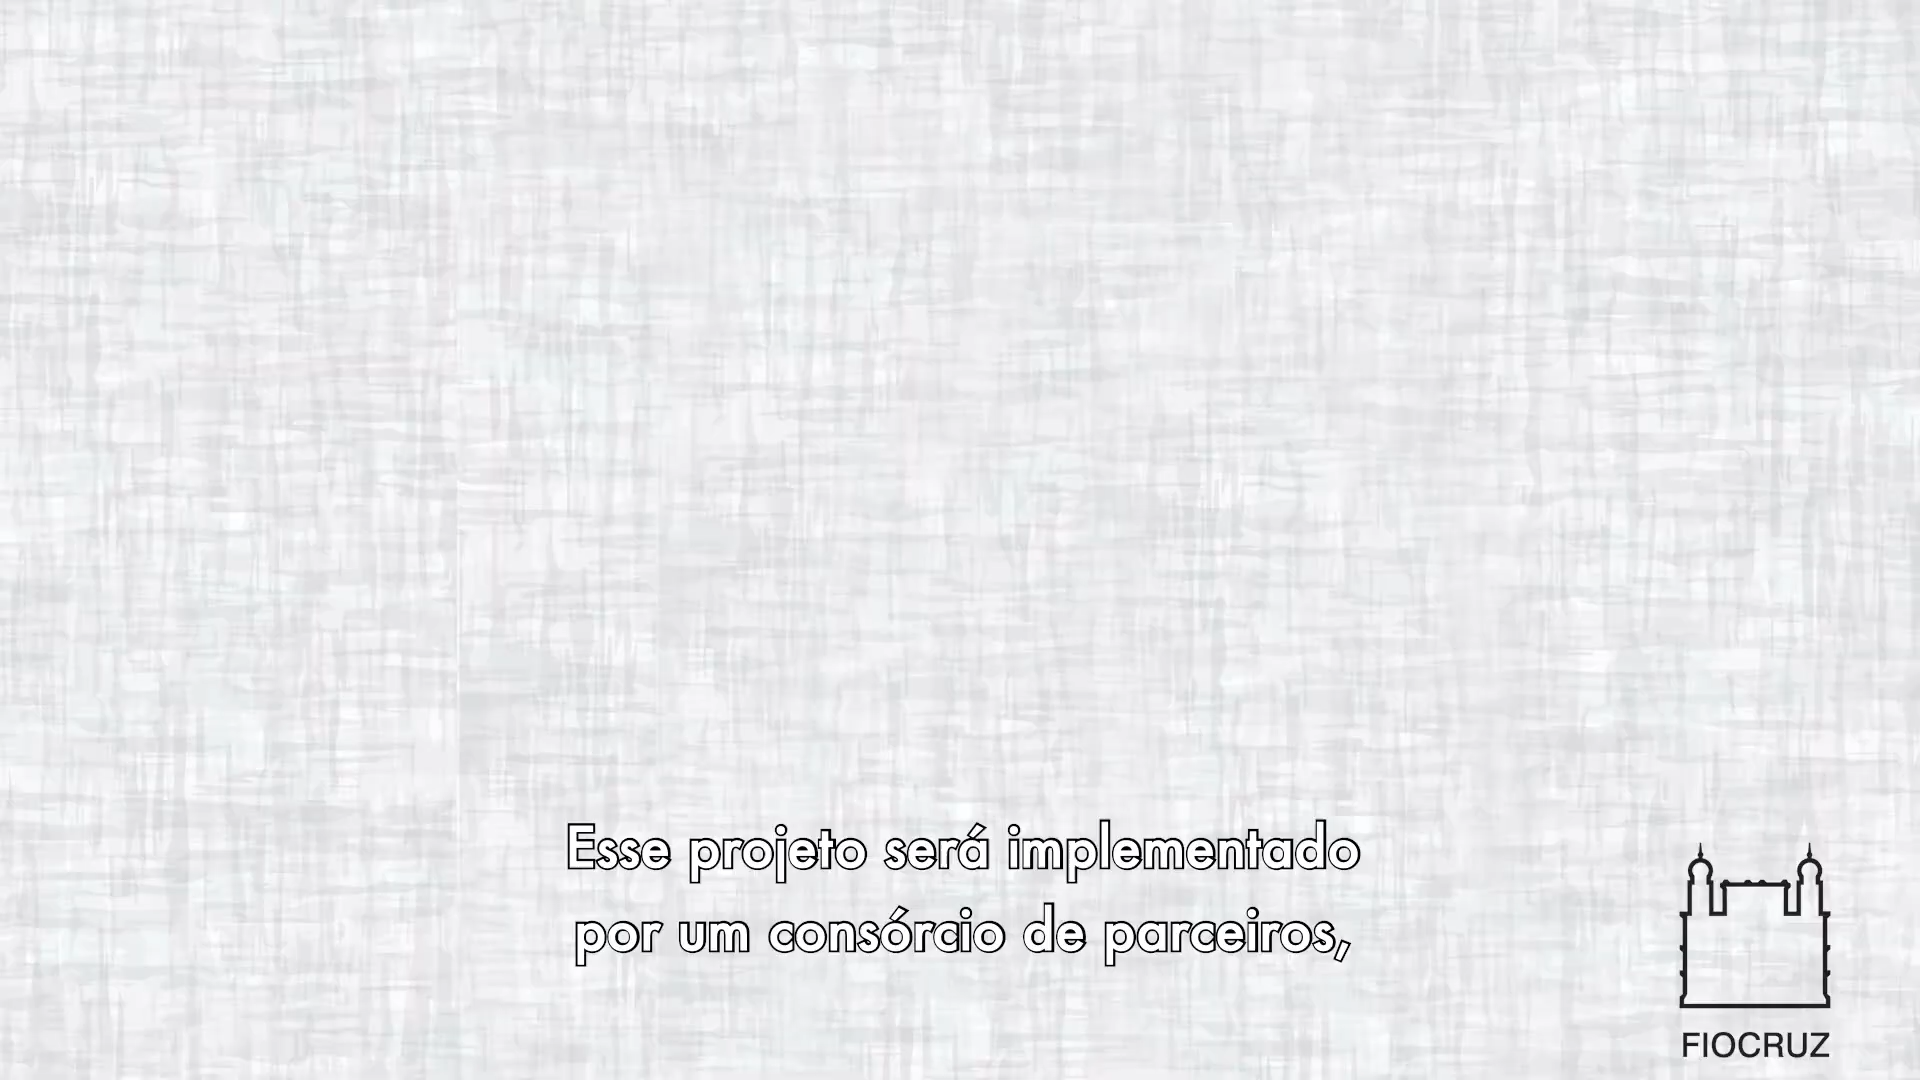 Esse projeto será implementado
por um consórcio de parceiros,
FIOCRUZ